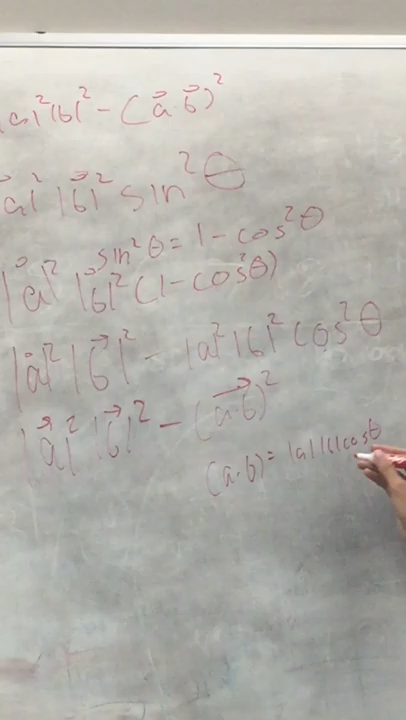 |a|²|b|² - (a⃗·b⃗)²
|a⃗|² |b⃗|² sin²θ
sin²θ = 1 - cos²θ
|a⃗|² |b⃗|² (1 - cos²θ)
|a⃗|² |b⃗|² - |a|² |b|² cos²θ
|a⃗|² |b⃗|² - (a·b)²
(a·b) = |a||b|cosθ